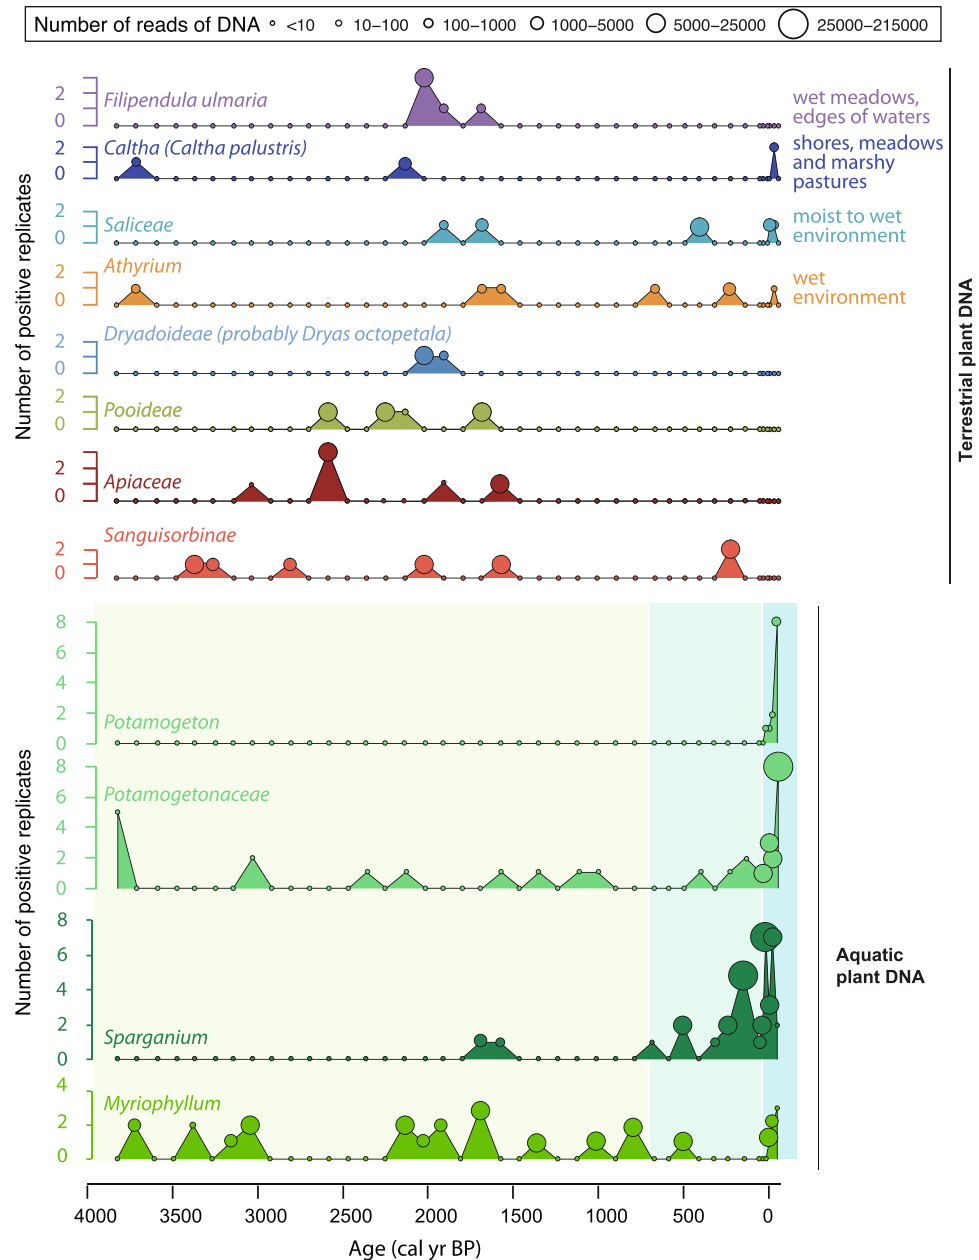 Number of reads of DNA <10 10–100 100–1000 1000–5000 5000–25000 25000–215000
Number of positive replicates
Terrestrial plant DNA
2
0
Filipendula ulmaria
wet meadows,
edges of waters
2
0
Caltha (Caltha palustris)
shores, meadows
and marshy
pastures
2
0
Saliceae
moist to wet
environment
2
0
Athyrium
wet
environment
2
0
Dryadoideae (probably Dryas octopetala)
2
0
Pooideae
2
0
Apiaceae
2
0
Sanguisorbinae
Number of positive replicates
Aquatic
plant DNA
8
6
4
2
0
Potamogeton
8
6
4
2
0
Potamogetonaceae
8
6
4
2
0
Sparganium
4
2
0
Myriophyllum
4000 3500 3000 2500 2000 1500 1000 500 0
Age (cal yr BP)